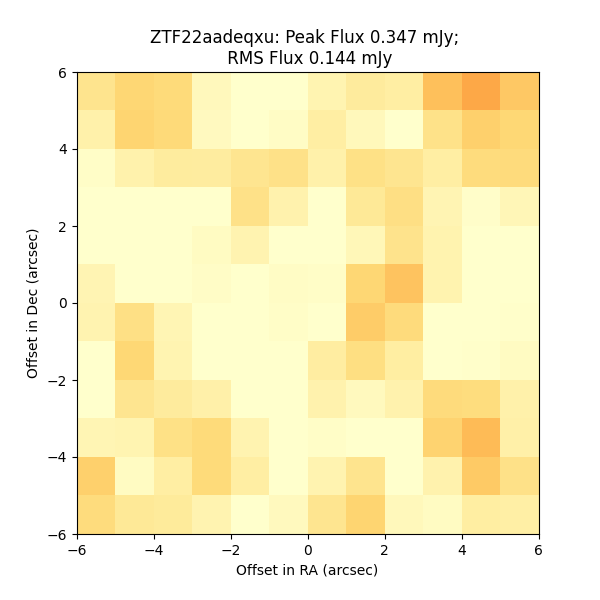 ZTF22aadeqxu: Peak Flux 0.347 mJy;
RMS Flux 0.144 mJy
6
4
2
0
−2
−4
−6
Offset in Dec (arcsec)
−6 −4 −2 0 2 4 6
Offset in RA (arcsec)